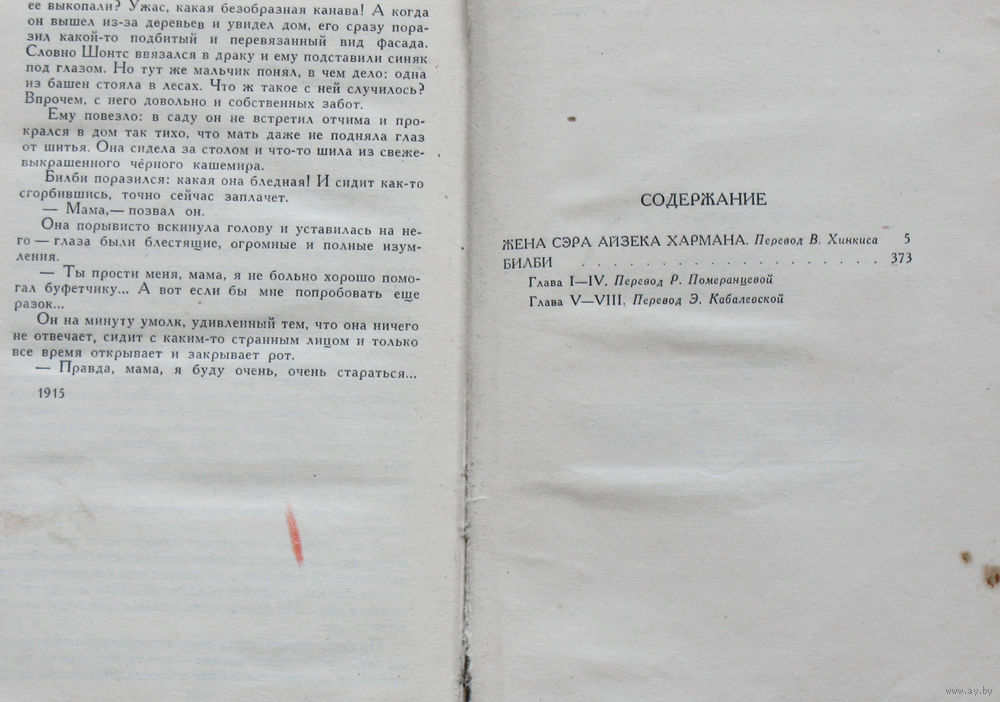 ее выкопали? Ужас, какая безобразная канава! А когда
он вышел из-за деревьев и увидел дом, его сразу пора-
зил какой-то подбитый и перевязанный вид фасада.
Словно Шонтс ввязался в драку и ему подставили синяк
под глазом. Но тут же мальчик понял, в чем дело: одна
из башен стояла в лесах. Что ж такое с ней случилось?
Впрочем, с него довольно и собственных забот.
Ему повезло: в саду он не встретил отчима и про-
крался в дом так тихо, что мать даже не подняла глаз
от шитья. Она сидела за столом и что-то шила из свеже-
выкрашенного чёрного кашемира.
Билби поразился: какая она бледная! И сидит как-то
сгорбившись, точно сейчас заплачет.
— Мама,— позвал он.
Она порывисто вскинула голову и уставилась на не-
го — глаза были блестящие, огромные и полные изум-
ления.
— Ты прости меня, мама, я не больно хорошо помо-
гал буфетчику... А вот если бы мне попробовать еще
разок...
Он на минуту умолк, удивленный тем, что она ничего
не отвечает, сидит с каким-то странным лицом и только
все время открывает и закрывает рот.
— Правда, мама, я буду очень, очень стараться...
1915
СОДЕРЖАНИЕ
ЖЕНА СЭРА АЙЗЕКА ХАРМАНА. Перевод В. Хинкиса 5
БИЛБИ . . . . . . . . . . . . . . . . 373
Глава I—IV. Перевод Р. Померанцевой
Глава V—VIII. Перевод Э. Кабалевской
www.ay.by